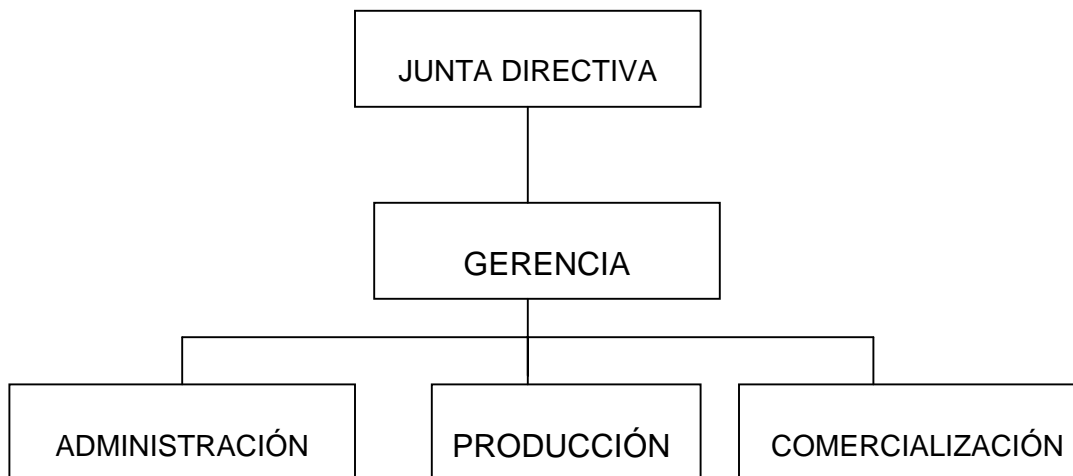 JUNTA DIRECTIVA
GERENCIA
ADMINISTRACIÓN
PRODUCCIÓN
COMERCIALIZACIÓN